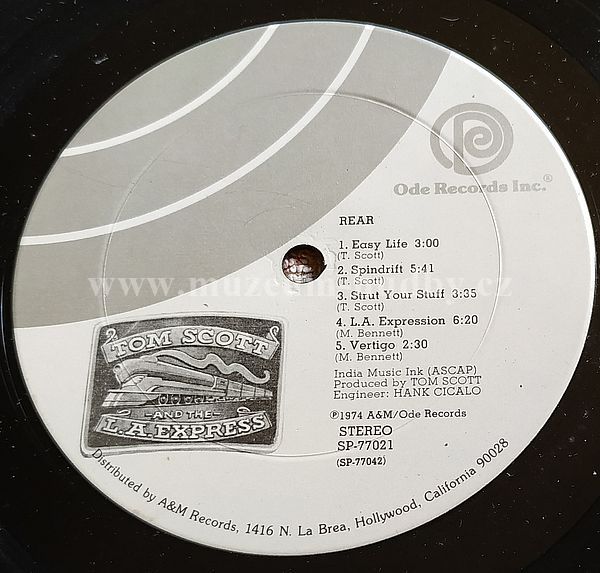 Ode Records Inc.®
REAR
1. Easy Life 3:00
(T. Scott)
2. Spindrift 5:41
(T. Scott)
3. Strut Your Stuff 3:35
(T. Scott)
4. L.A. Expression 6:20
(M. Bennett)
5. Vertigo 2:30
(M. Bennett)
India Music Ink (ASCAP)
Produced by TOM SCOTT
Engineer: HANK CICALO
℗1974 A&M/Ode Records
STEREO
SP-77021
(SP-77042)
TOM SCOTT
-AND THE-
L.A. EXPRESS
Distributed by A&M Records, 1416 N. La Brea, Hollywood, California 90028